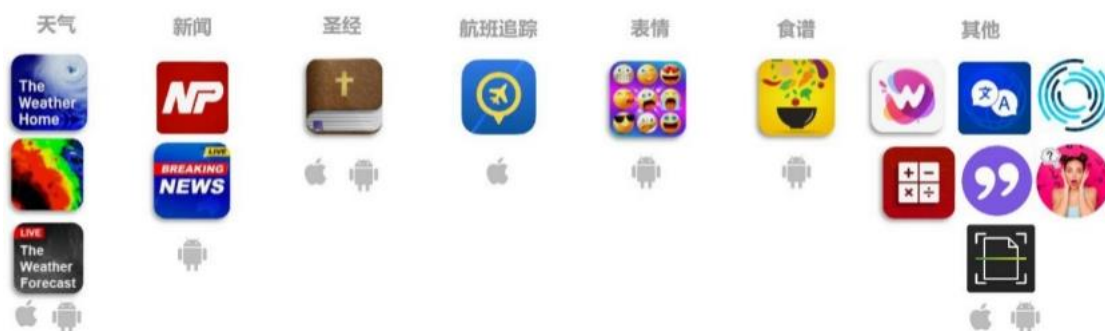 天气 新闻 圣经 航班追踪 表情 食谱 其他
The
Weather
Home
NP
LIVE
BREAKING
NEWS
LIVE
The
Weather
Forecast
W
文 A
+ −
× ÷
?